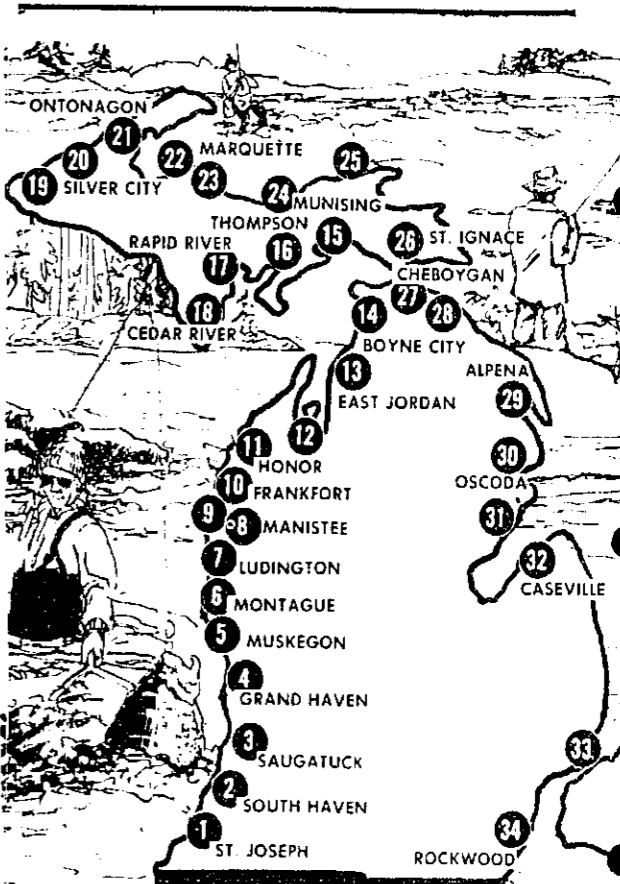 ONTONAGON
21
20
22
MARQUETTE
25
19
SILVER CITY
23
24
MUNISING
THOMPSON
RAPID RIVER
17
16
15
26
ST. IGNACE
CHEBOYGAN
18
27
28
CEDAR RIVER
14
BOYNE CITY
13
ALPENA
EAST JORDAN
29
12
11
HONOR
30
10
FRANKFORT
OSCODA
9
8
MANISTEE
31
7
LUDINGTON
32
CASEVILLE
6
MONTAGUE
5
MUSKEGON
4
GRAND HAVEN
3
SAUGATUCK
33
2
SOUTH HAVEN
1
ST. JOSEPH
34
ROCKWOOD